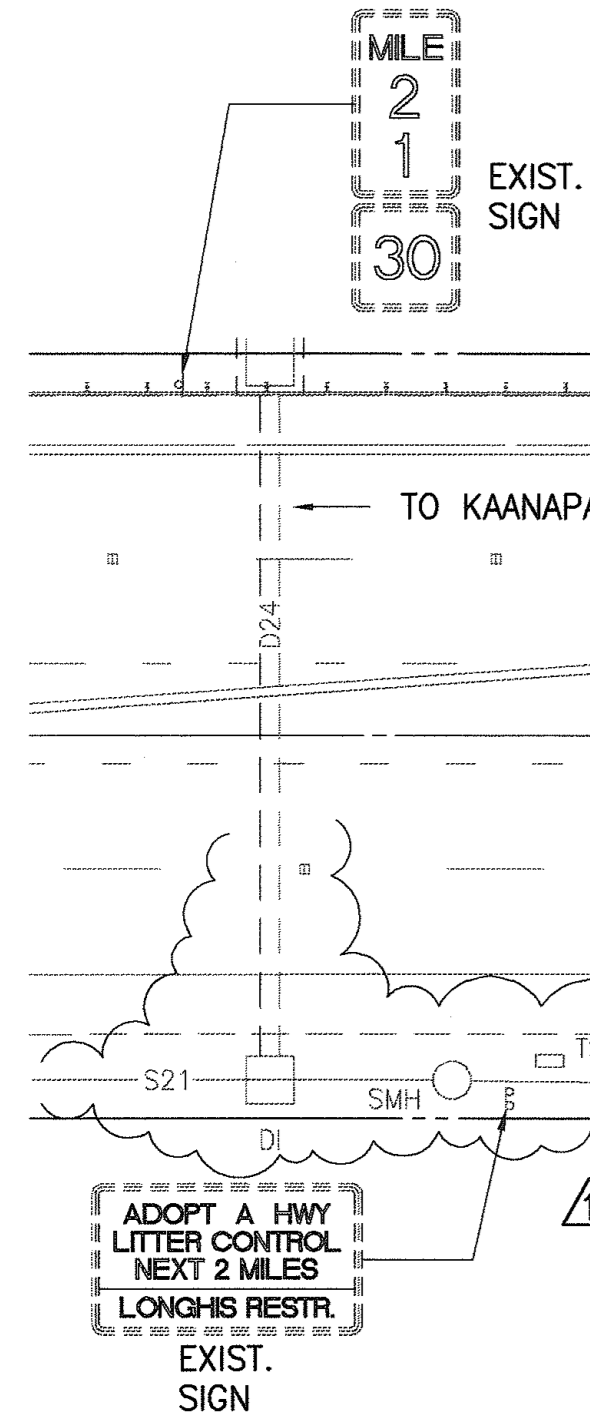 MILE
2
1
EXIST.
SIGN
30
TO KAANAPA
D24
S21
SMH
DI
1
ADOPT A HWY
LITTER CONTROL
NEXT 2 MILES
LONGHIS RESTR.
EXIST.
SIGN